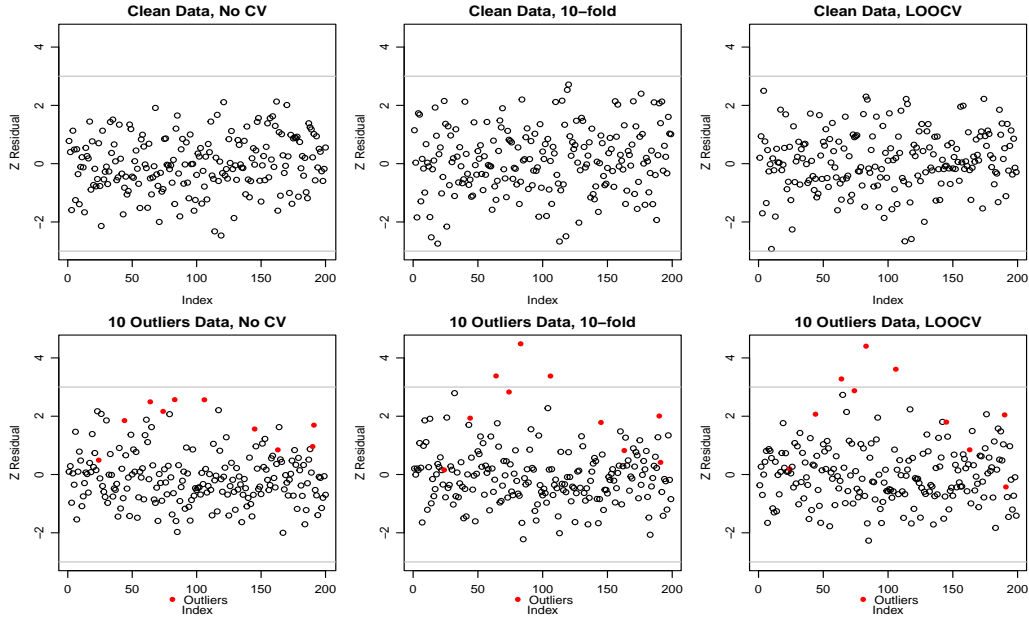 Clean Data, No CV
Z Residual
4
2
0
−2
0 50 100 150 200
Index
Clean Data, 10−fold
Z Residual
4
2
0
−2
0 50 100 150 200
Index
Clean Data, LOOCV
Z Residual
4
2
0
−2
0 50 100 150 200
Index
10 Outliers Data, No CV
Z Residual
4
2
0
−2
0 50 100 150 200
Outliers
Index
10 Outliers Data, 10−fold
Z Residual
4
2
0
−2
0 50 100 150 200
Outliers
Index
10 Outliers Data, LOOCV
Z Residual
4
2
0
−2
0 50 100 150 200
Outliers
Index